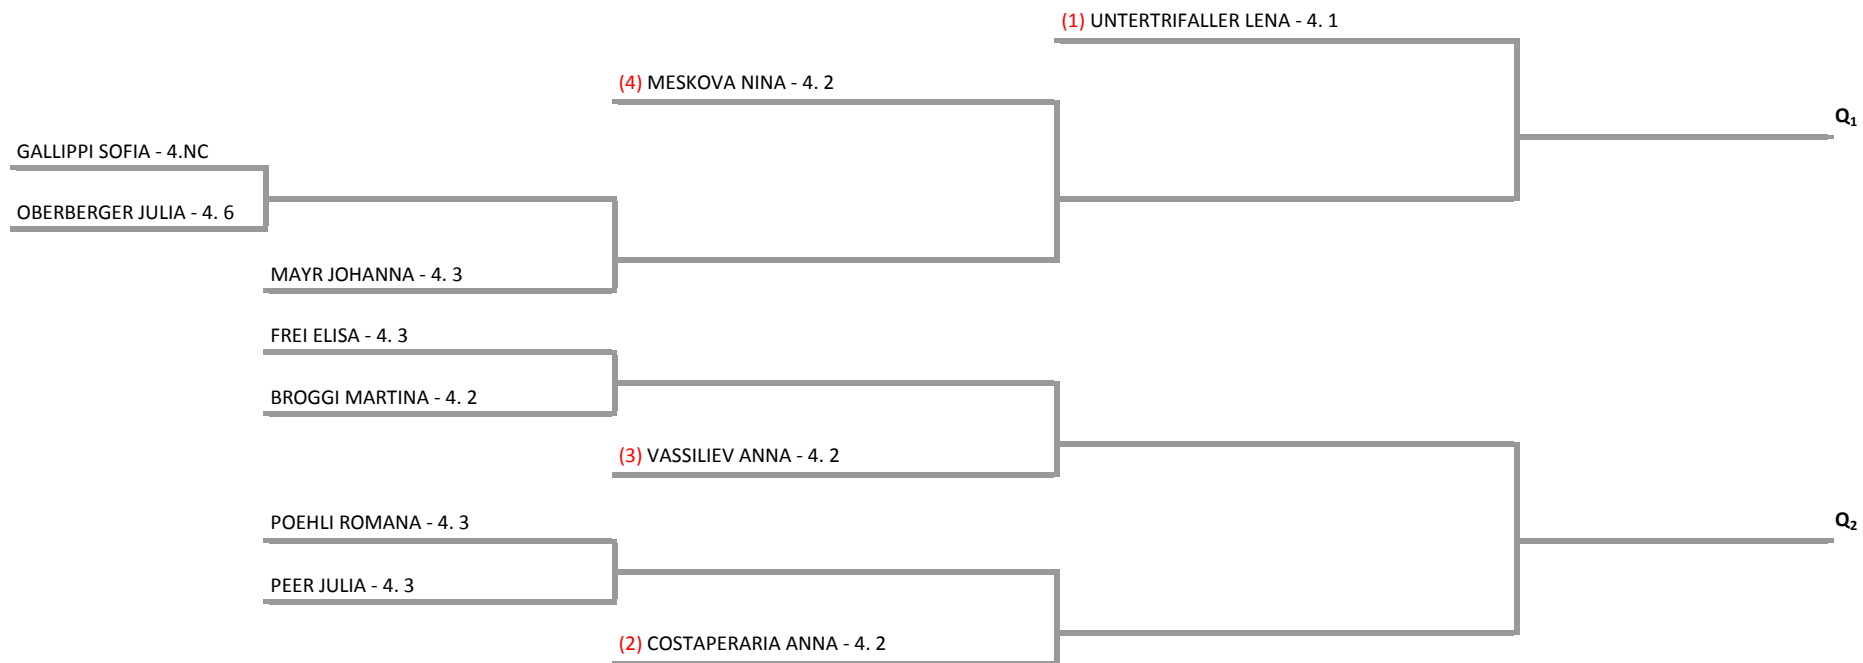 (1) UNTERTRIFALLER LENA - 4. 1
(4) MESKOVA NINA - 4. 2
Q₁
GALLIPPI SOFIA - 4.NC
OBERBERGER JULIA - 4. 6
MAYR JOHANNA - 4. 3
FREI ELISA - 4. 3
BROGGI MARTINA - 4. 2
(3) VASSILIEV ANNA - 4. 2
POEHLI ROMANA - 4. 3
Q₂
PEER JULIA - 4. 3
(2) COSTAPERARIA ANNA - 4. 2